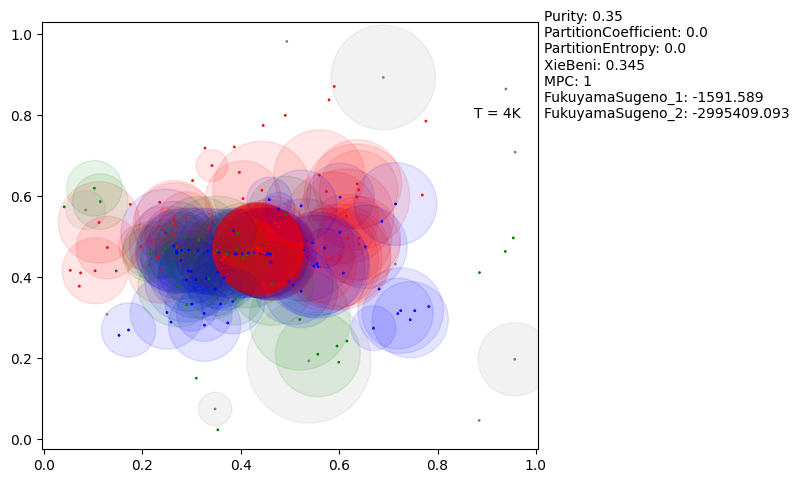 Purity: 0.35
PartitionCoefficient: 0.0
PartitionEntropy: 0.0
XieBeni: 0.345
MPC: 1
FukuyamaSugeno_1: -1591.589
FukuyamaSugeno_2: -2995409.093
T = 4K
1.0
0.8
0.6
0.4
0.2
0.0
0.0 0.2 0.4 0.6 0.8 1.0